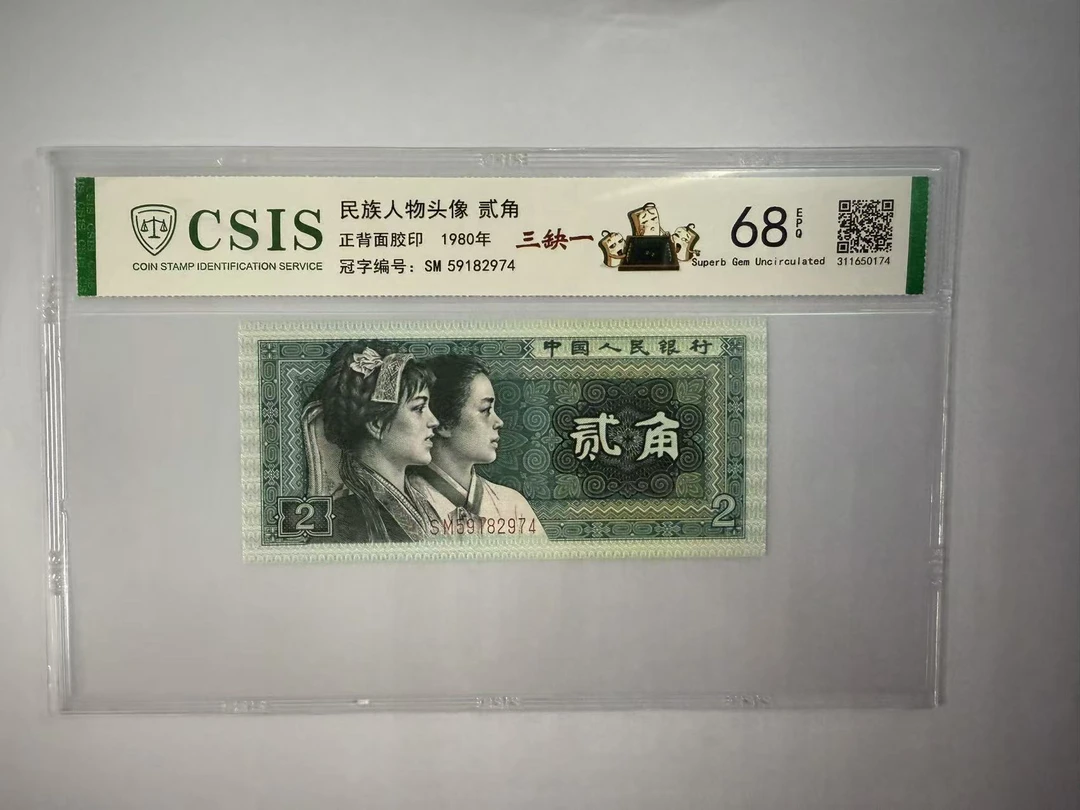 CSIS
COIN STAMP IDENTIFICATION SERVICE
民族人物头像 贰角
正背面胶印 1980年
冠字编号：SM 59182974
三缺一
68 EPQ
Superb Gem Uncirculated
311650174
中国人民银行
贰角
2
SM59182974
2